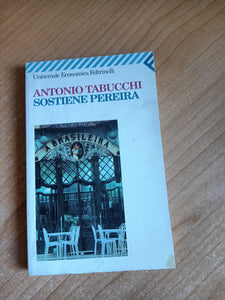 Universale Economica Feltrinelli
ANTONIO TABUCCHI
SOSTIENE PEREIRA
A BRASILEIRA